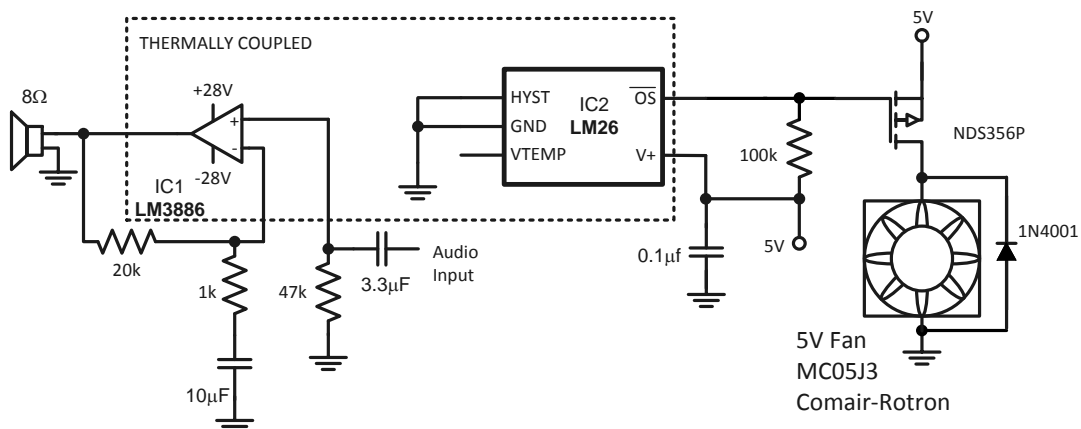 THERMALLY COUPLED
8Ω
+28V
+
-
-28V
IC1
LM3886
20k
1k
10μF
47k
3.3μF
Audio
Input
HYST
GND
VTEMP
IC2
LM26
OS
V+
100k
0.1μf
5V
5V
NDS356P
1N4001
5V Fan
MC05J3
Comair-Rotron